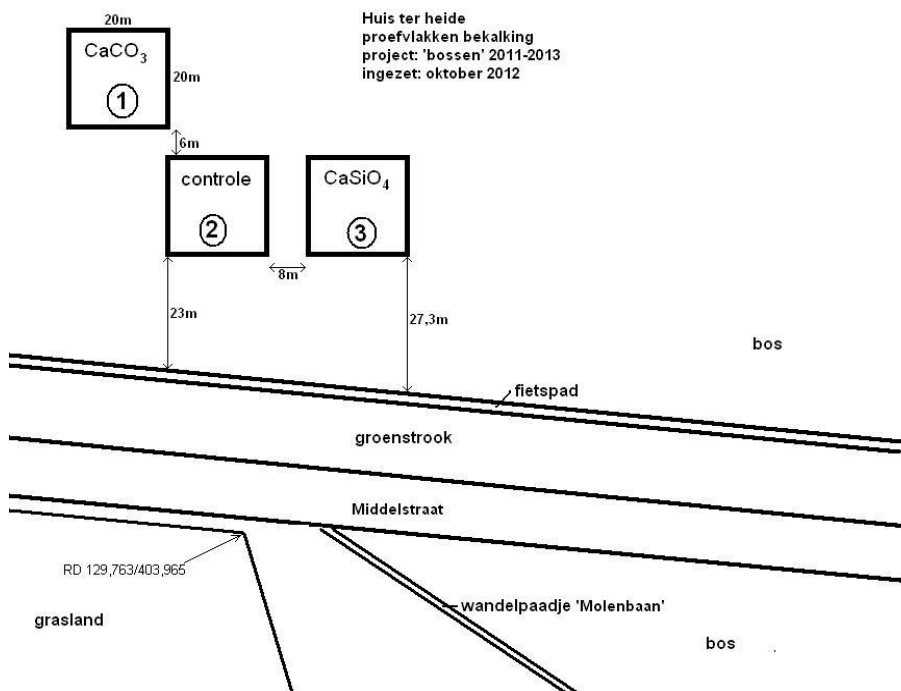 20m
CaCO₃
20m
1
6m
Huis ter heide
proefvlakken bekalking
project: 'bossen' 2011-2013
ingezet: oktober 2012
controle
2
CaSiO₄
3
8m
23m
27,3m
bos
fietspad
groenstrook
Middelstraat
RD 129,763/403,965
grasland
wandelpaadje 'Molenbaan'
bos